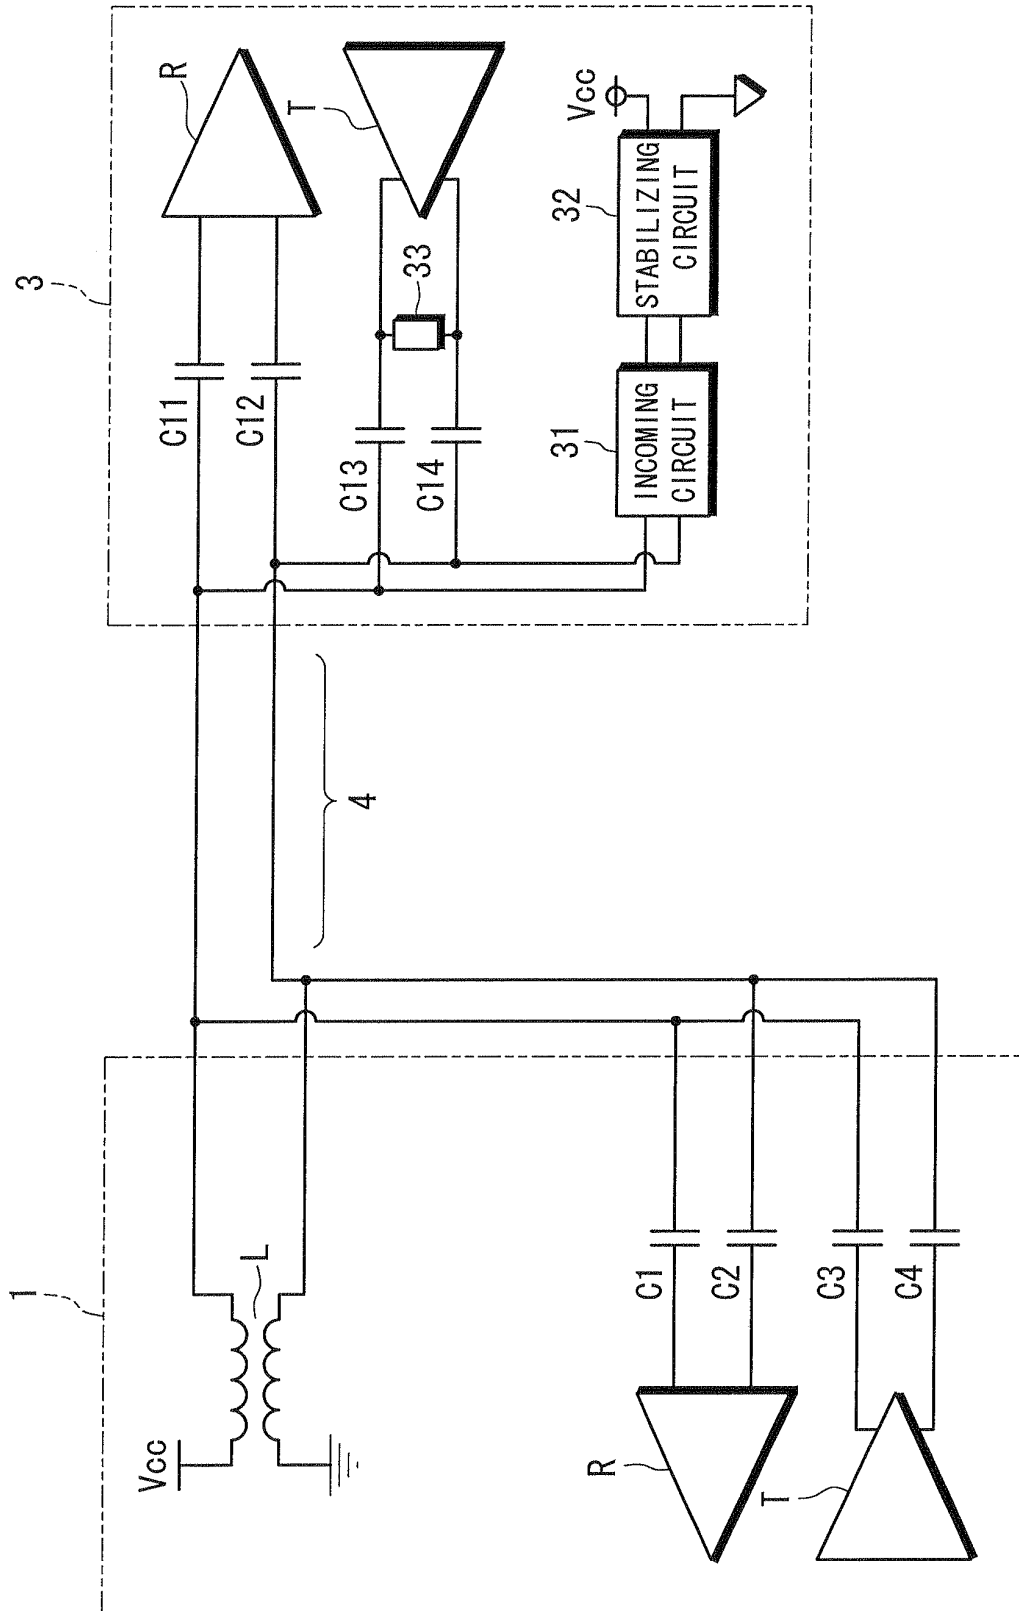 3
R
T
C11
C12
33
C13
C14
Vcc
32
STABILIZING
CIRCUIT
31
INCOMING
CIRCUIT
4
1
L
Vcc
C1
C2
C3
C4
R
T